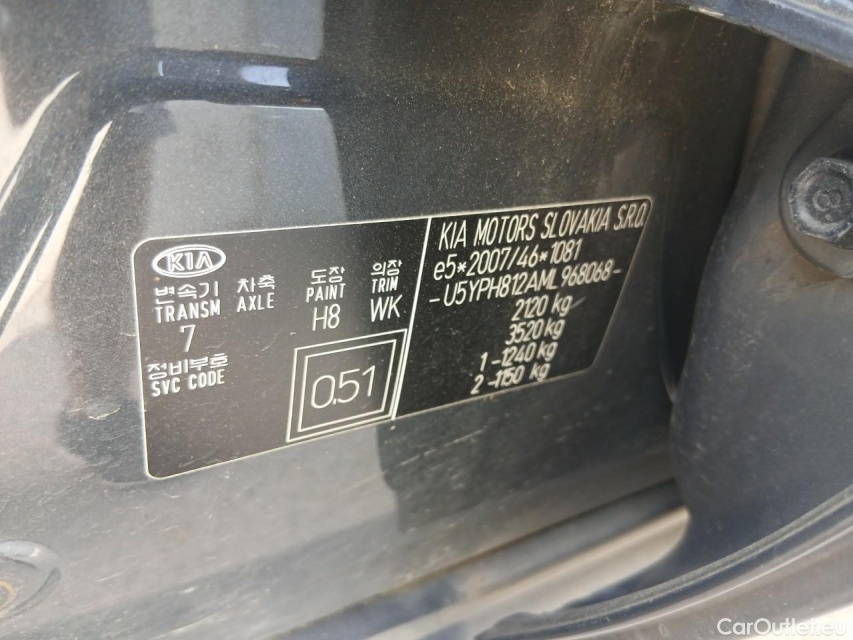 KIA
변속기 차축 도장 의장
TRANSM AXLE PAINT TRIM
7 H8 WK
정비부호
SVC CODE
0.51
KIA MOTORS SLOVAKIA S.R.O.
e5*2007/46*1081
-U5YPH812AML968068-
2120 kg
3520 kg
1-1240 kg
2-1150 kg
CarOutlet.eu